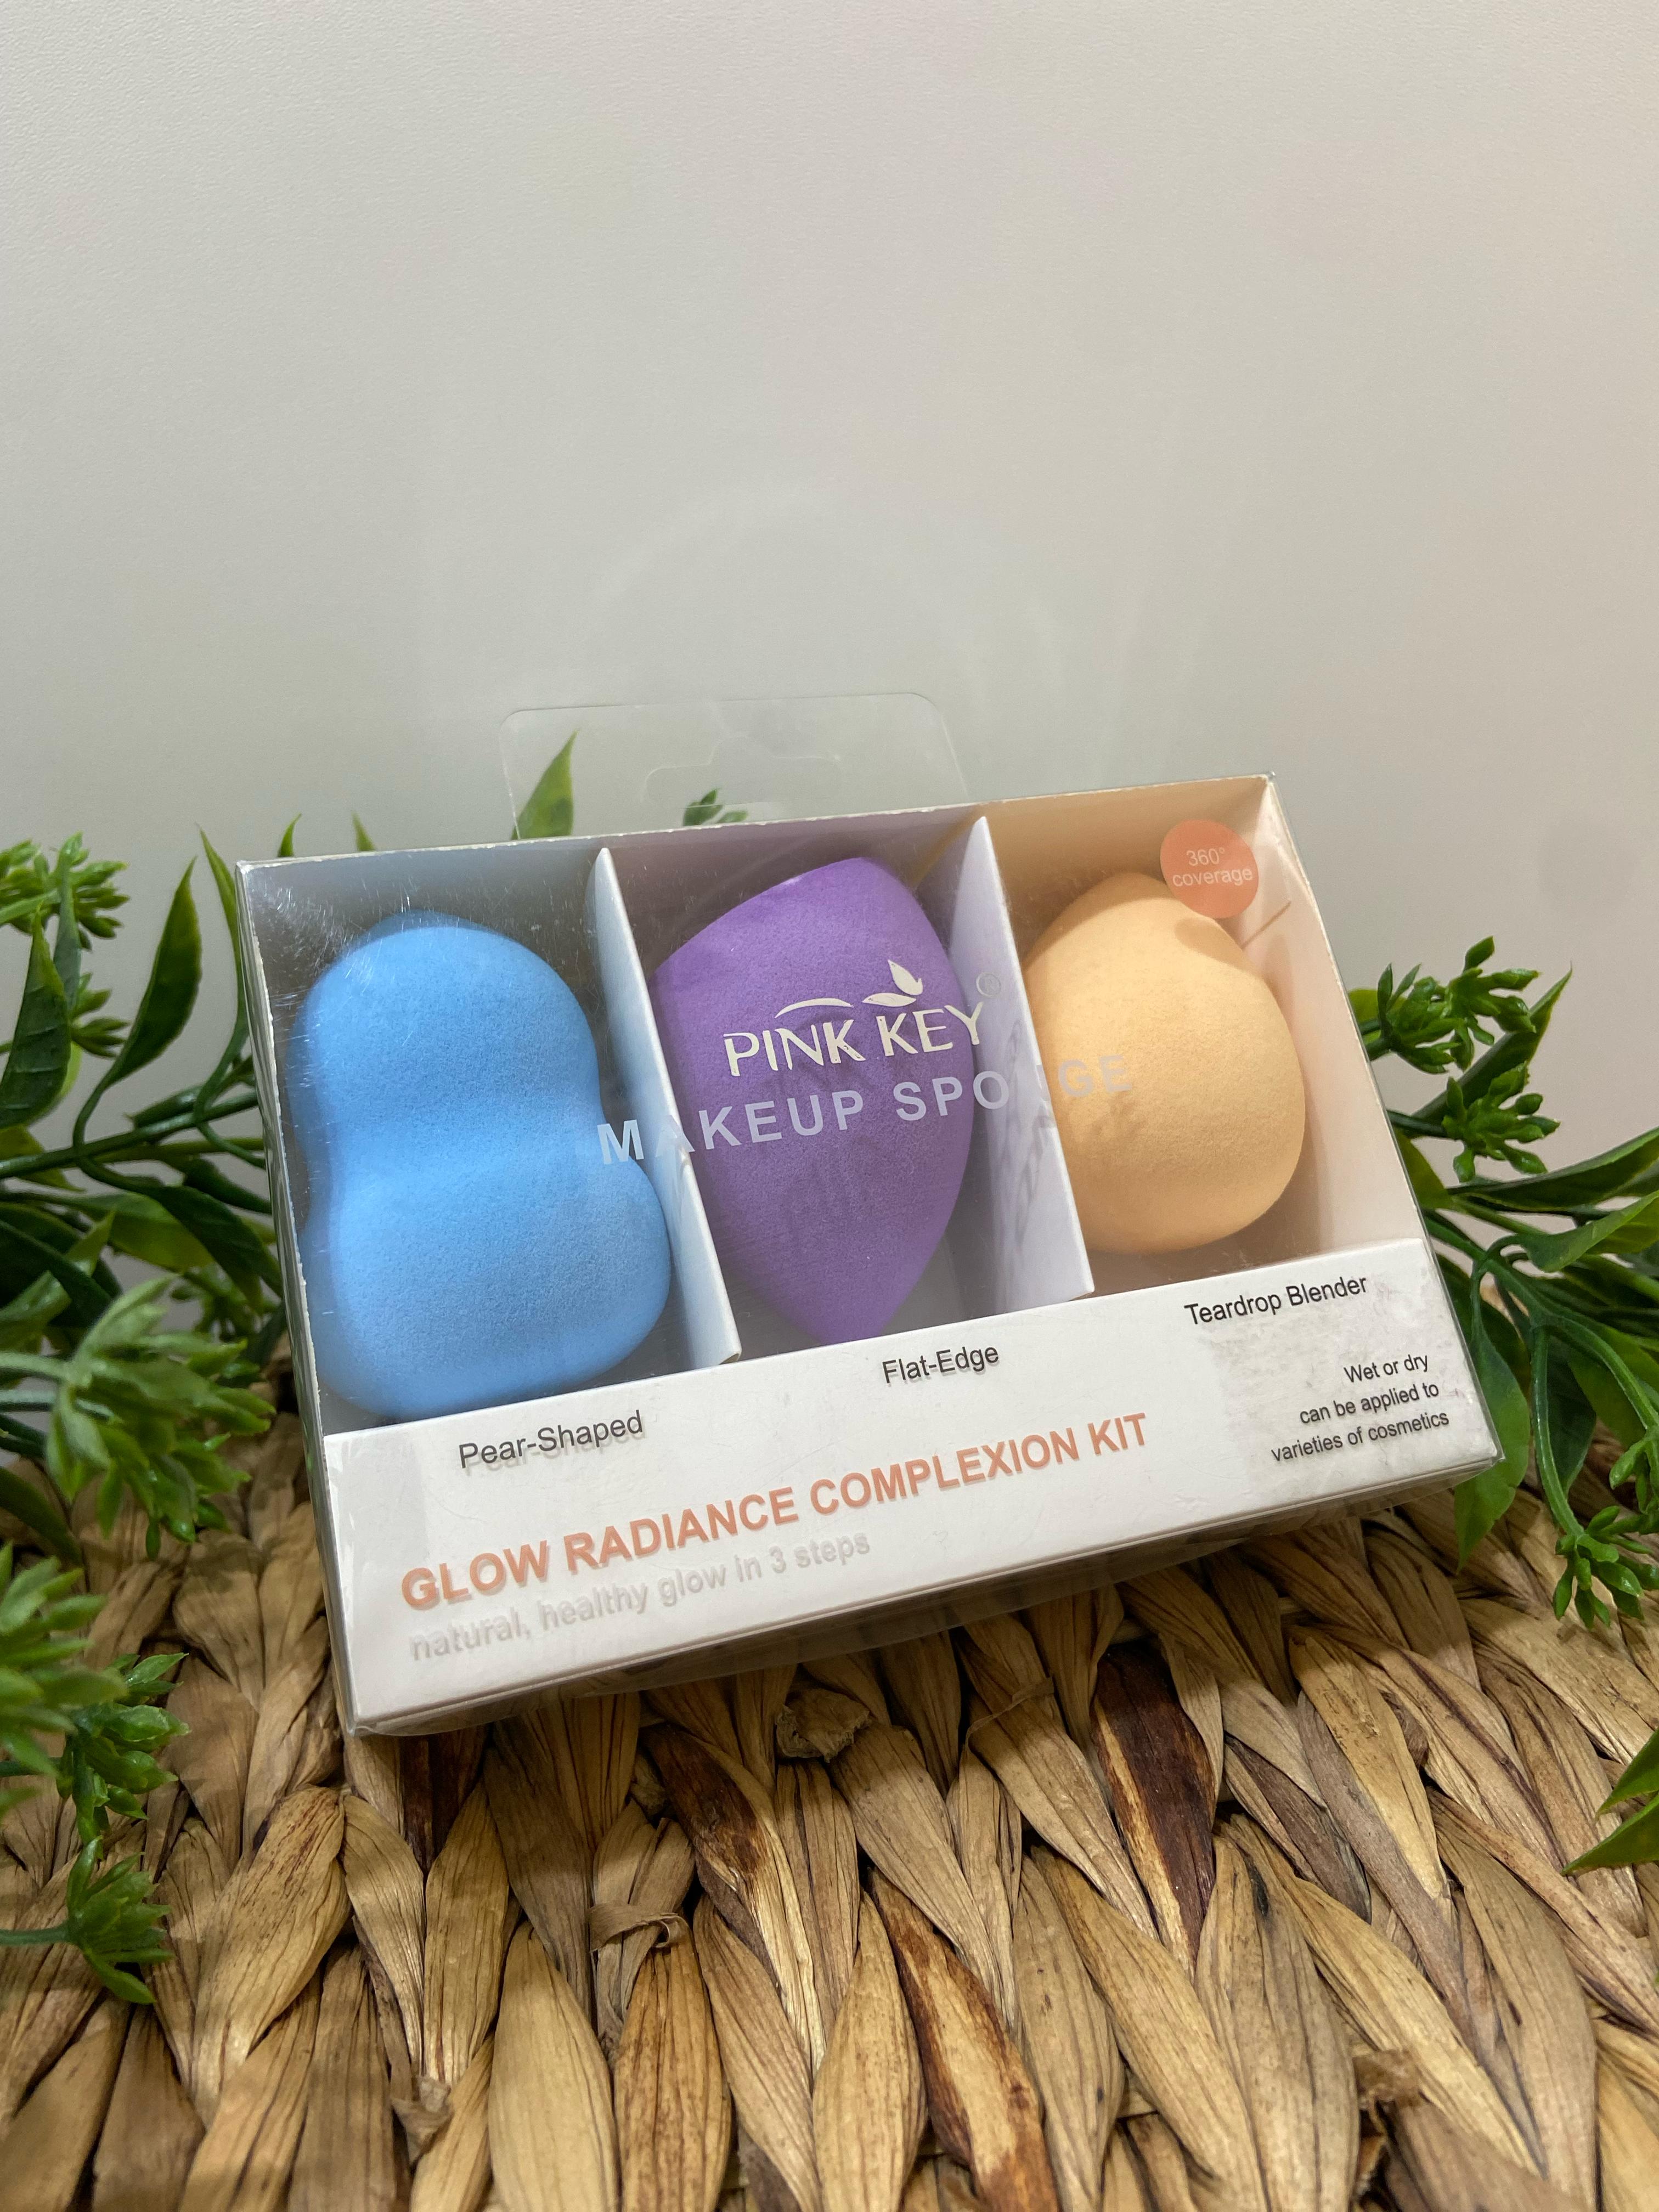 360°
coverage
PINK KEY®
MAKEUP SPONGE
Teardrop Blender
Flat-Edge
Pear-Shaped
Wet or dry
can be applied to
varieties of cosmetics
GLOW RADIANCE COMPLEXION KIT
natural, healthy glow in 3 steps